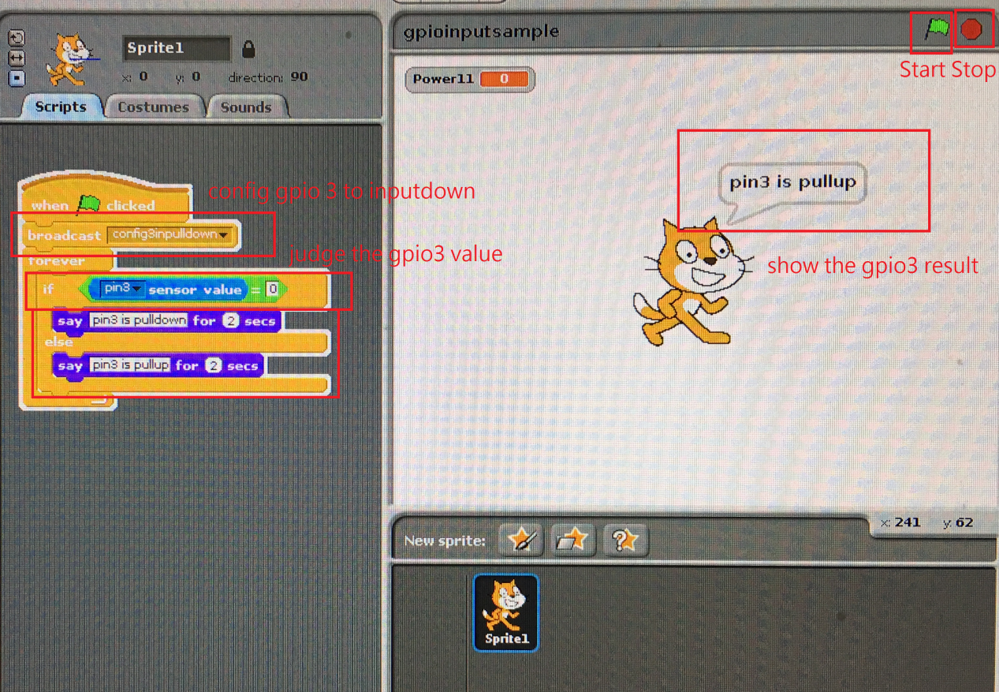 Sprite1
x: 0 y: 0 direction: 90
Scripts Costumes Sounds
when clicked
config gpio 3 to inputdown
broadcast config3inpulldown
judge the gpio3 value
forever
if pin3 sensor value = 0
say pin3 is pulldown for 2 secs
else
say pin3 is pullup for 2 secs
gpioinputsample
Start Stop
Power11 0
pin3 is pullup
show the gpio3 result
x: 241 y: 62
New sprite:
Sprite1